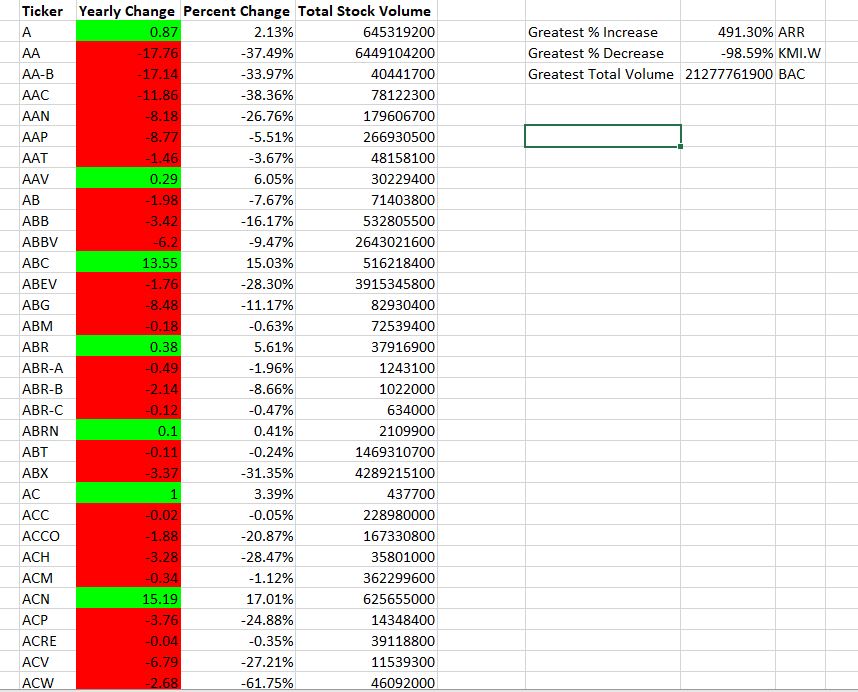 Ticker Yearly Change Percent Change Total Stock Volume
A 0.87 2.13% 645319200 Greatest % Increase 491.30% ARR
AA -17.76 -37.49% 6449104200 Greatest % Decrease -98.59% KMI.W
AA-B -17.14 -33.97% 40441700 Greatest Total Volume 21277761900 BAC
AAC -11.86 -38.36% 78122300
AAN -8.18 -26.76% 179606700
AAP -8.77 -5.51% 266930500
AAT -1.46 -3.67% 48158100
AAV 0.29 6.05% 30229400
AB -1.98 -7.67% 71403800
ABB -3.42 -16.17% 532805500
ABBV -6.2 -9.47% 2643021600
ABC 13.55 15.03% 516218400
ABEV -1.76 -28.30% 3915345800
ABG -8.48 -11.17% 82930400
ABM -0.18 -0.63% 72539400
ABR 0.38 5.61% 37916900
ABR-A -0.49 -1.96% 1243100
ABR-B -2.14 -8.66% 1022000
ABR-C -0.12 -0.47% 634000
ABRN 0.1 0.41% 2109900
ABT -0.11 -0.24% 1469310700
ABX -3.37 -31.35% 4289215100
AC 1 3.39% 437700
ACC -0.02 -0.05% 228980000
ACCO -1.88 -20.87% 167330800
ACH -3.28 -28.47% 35801000
ACM -0.34 -1.12% 362299600
ACN 15.19 17.01% 625655000
ACP -3.76 -24.88% 14348400
ACRE -0.04 -0.35% 39118800
ACV -6.79 -27.21% 11539300
ACW -2.68 -61.75% 46092000